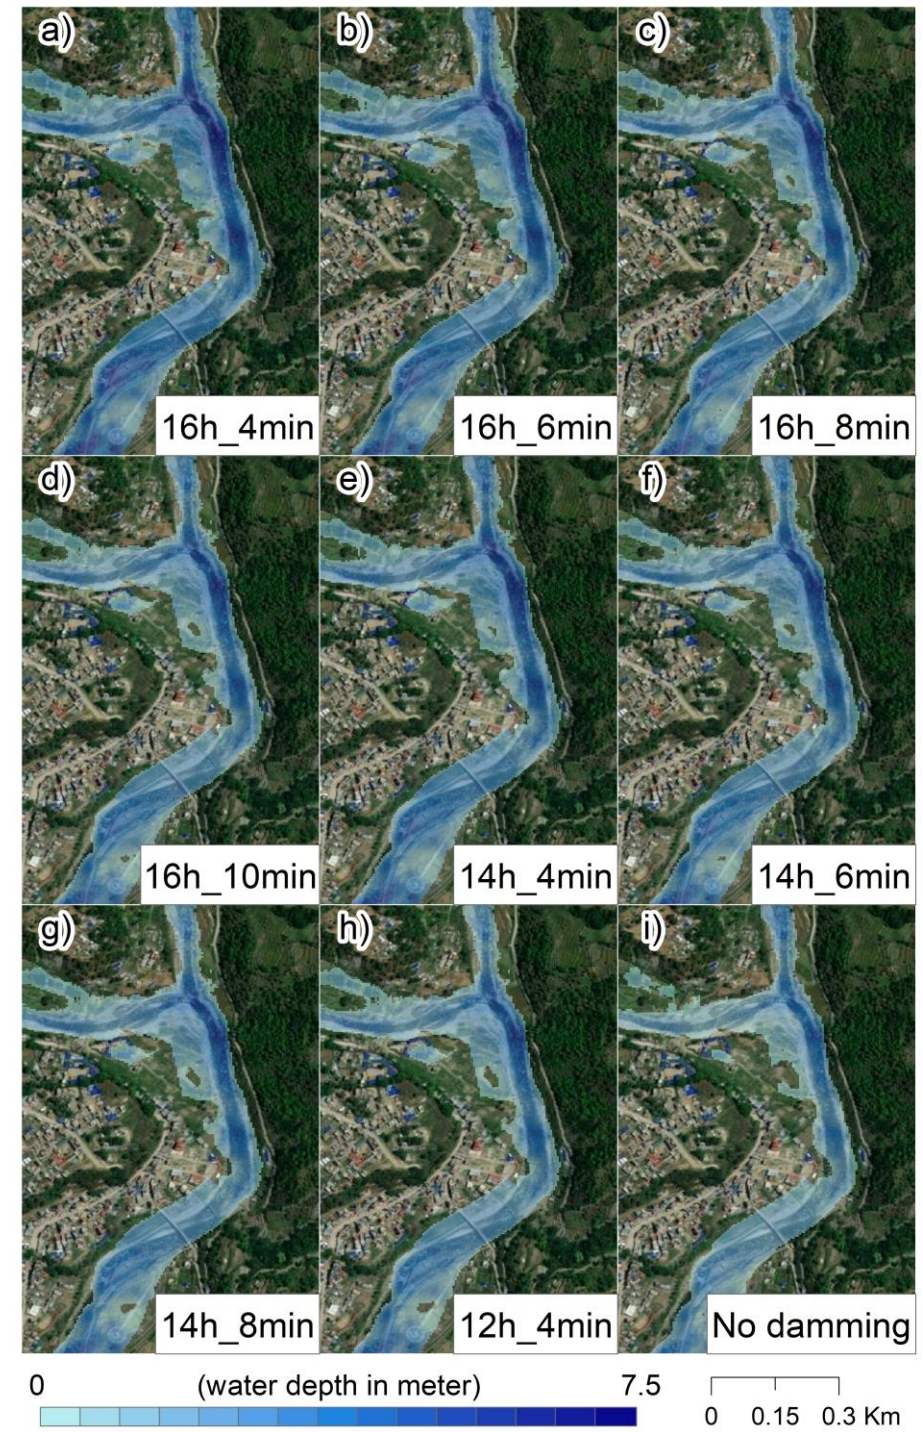 a) b) c)
16h_4min 16h_6min 16h_8min
d) e) f)
16h_10min 14h_4min 14h_6min
g) h) i)
14h_8min 12h_4min No damming
0 (water depth in meter) 7.5
0 0.15 0.3 Km